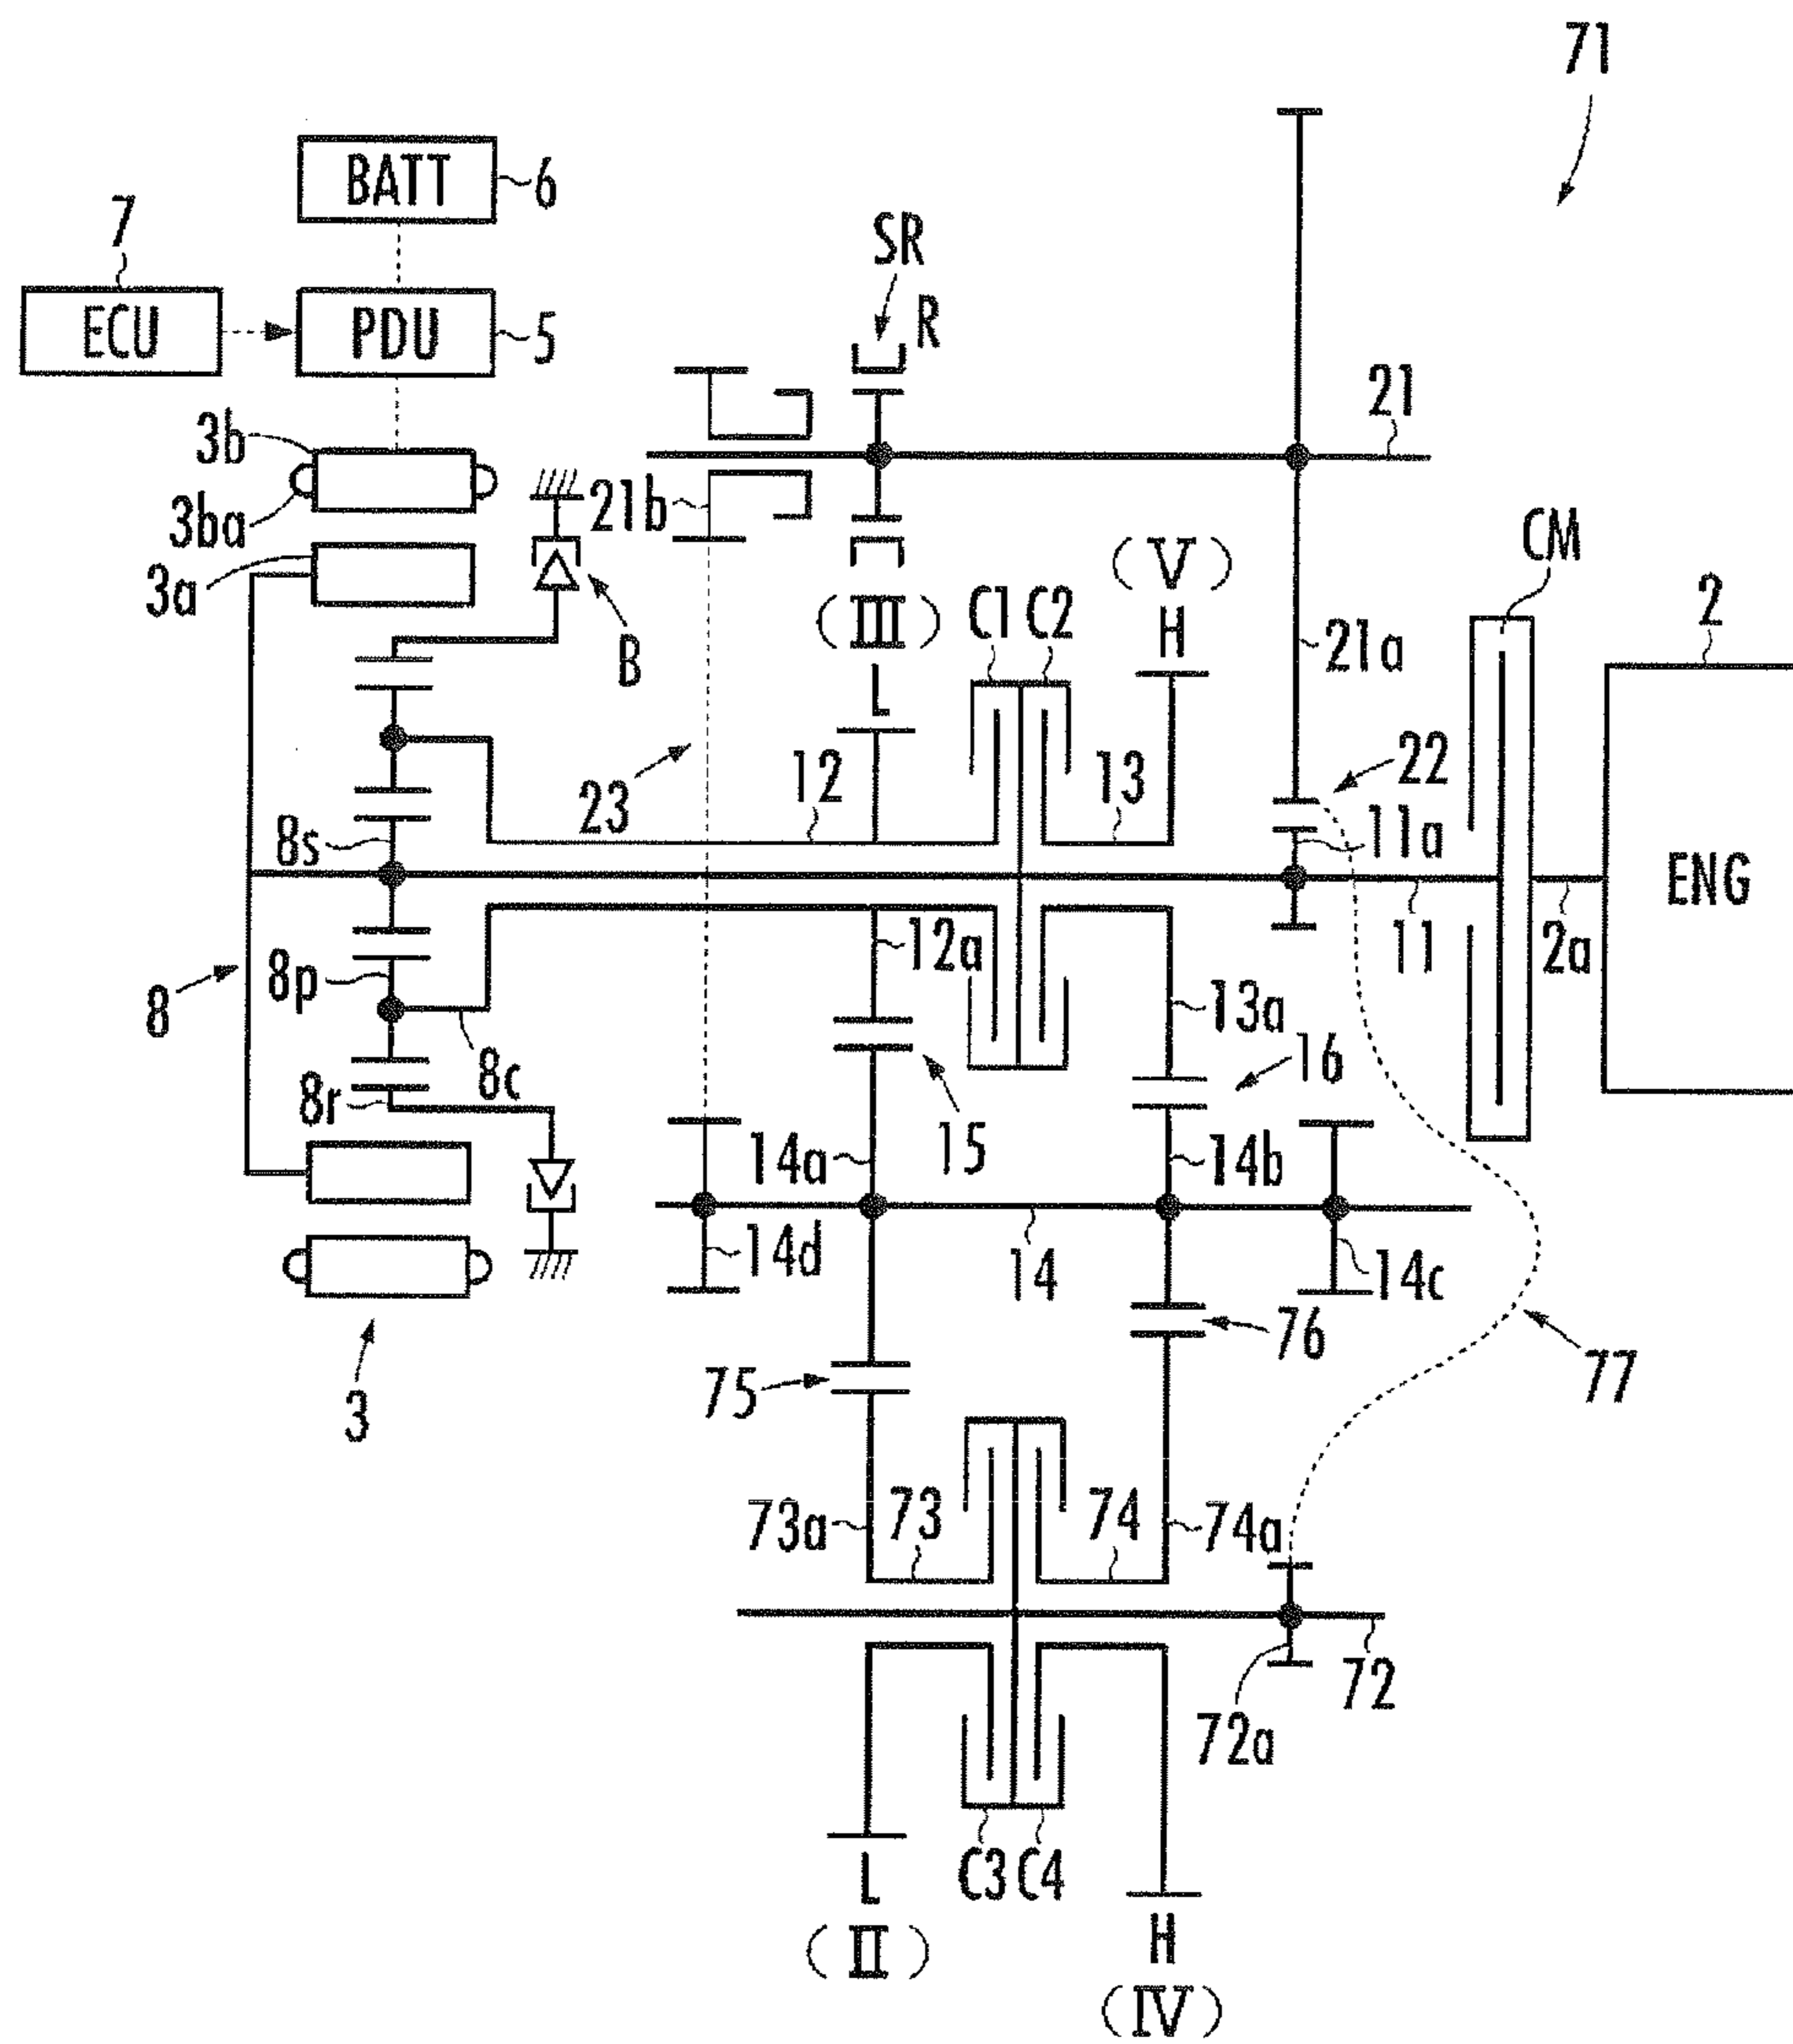 71
BATT
6
7
SR
ECU
PDU
5
R
21
3b
3ba
21b
CM
3a
(V)
(III)
C1
C2
H
2
B
21a
L
12
13
22
23
8s
11a
ENG
12a
11
2a
8p
8
13a
16
8c
8r
14a
15
14b
14d
14
14c
76
75
77
3
73a
73
74
74a
72
72a
L
C3
C4
H
(II)
(IV)